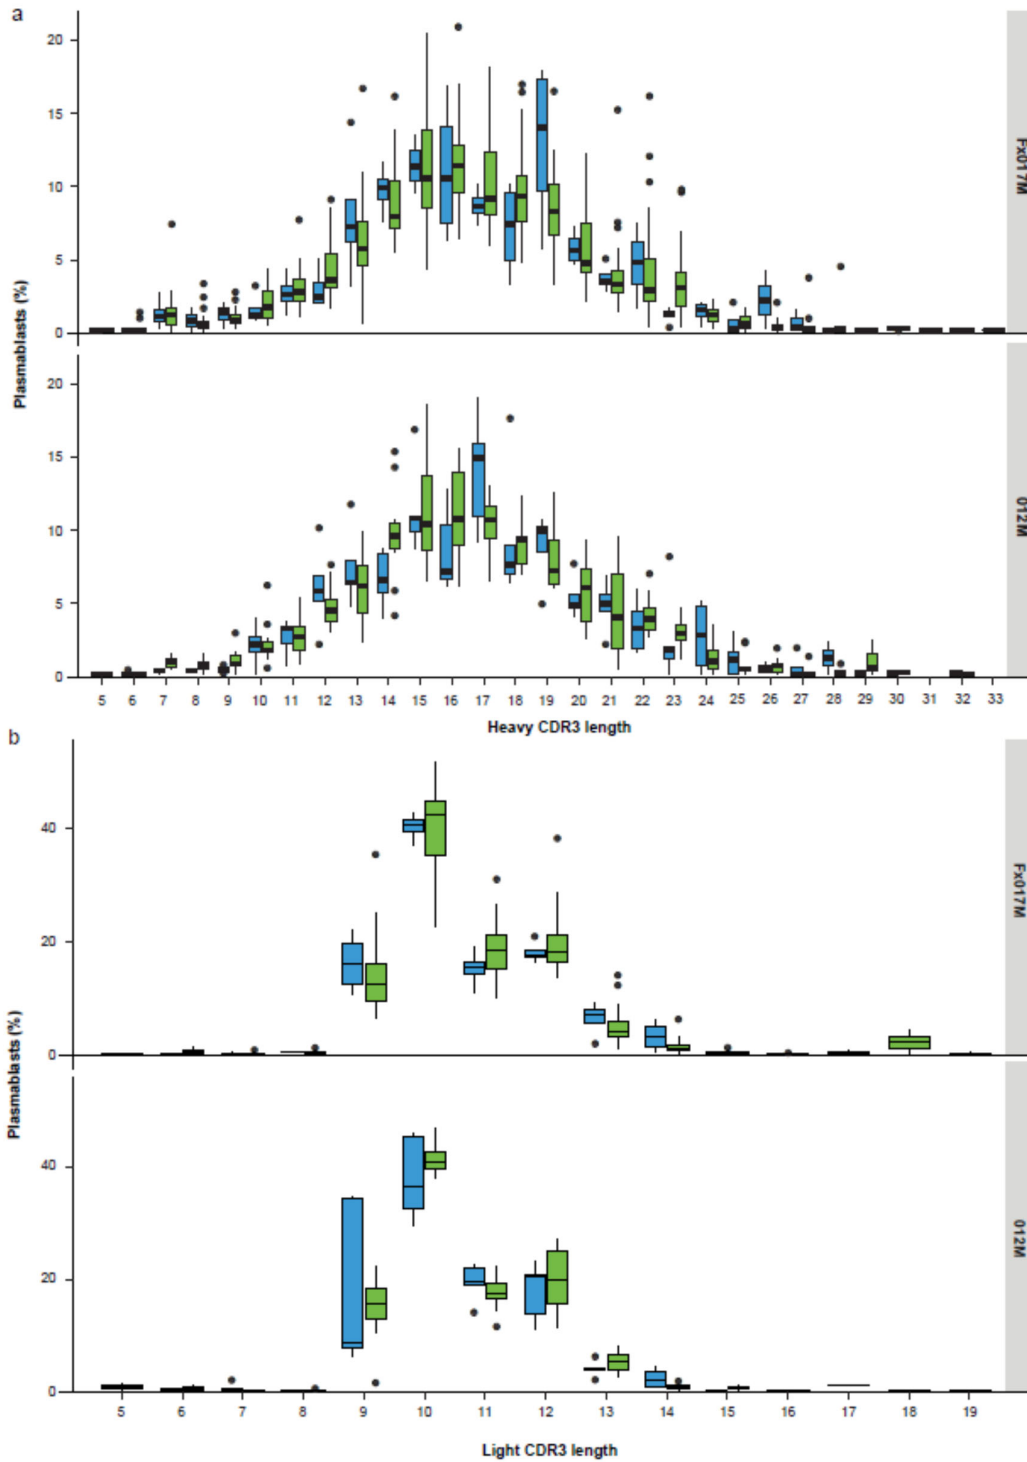 a
20
15
10
5
0
Fx017M
Plasmablasts (%)
20
15
10
5
0
012M
5 6 7 8 9 10 11 12 13 14 15 16 17 18 19 20 21 22 23 24 25 26 27 28 29 30 31 32 33
Heavy CDR3 length
b
40
20
0
Fx017M
Plasmablasts (%)
40
20
0
012M
5 6 7 8 9 10 11 12 13 14 15 16 17 18 19
Light CDR3 length